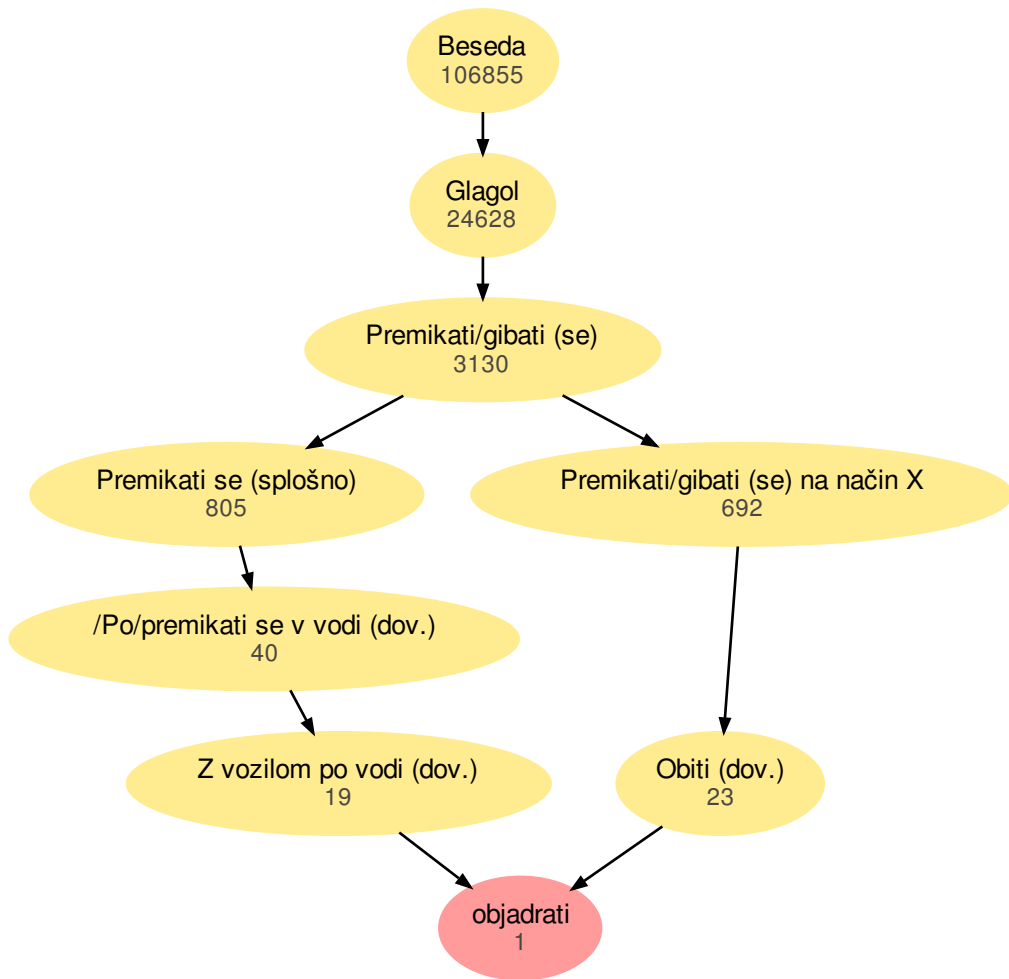 Beseda
106855
Glagol
24628
Premikati/gibati (se)
3130
Premikati se (splošno)
805
Premikati/gibati (se) na način X
692
/Po/premikati se v vodi (dov.)
40
Z vozilom po vodi (dov.)
19
Obiti (dov.)
23
objadrati
1